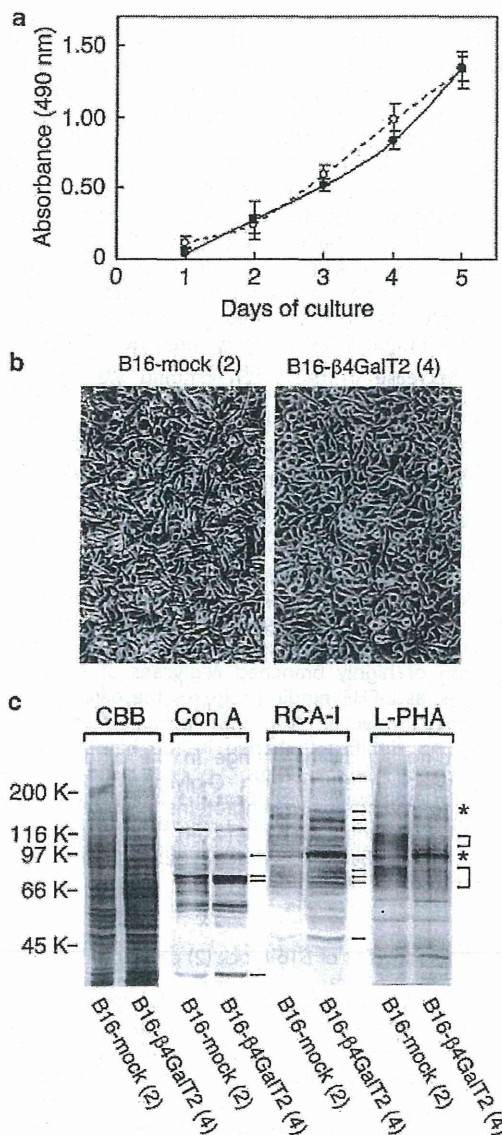 a
Absorbance (490 nm)
1.50
1.00
0.50
0
0 1 2 3 4 5
Days of culture
b
B16-mock (2) B16-β4GalT2 (4)
c
CBB Con A RCA-I L-PHA
200 K–
116 K–
97 K–
66 K–
45 K–
*
*
B16-mock (2)
B16-β4GalT2 (4)
B16-mock (2)
B16-β4GalT2 (4)
B16-mock (2)
B16-β4GalT2 (4)
B16-mock (2)
B16-β4GalT2 (4)